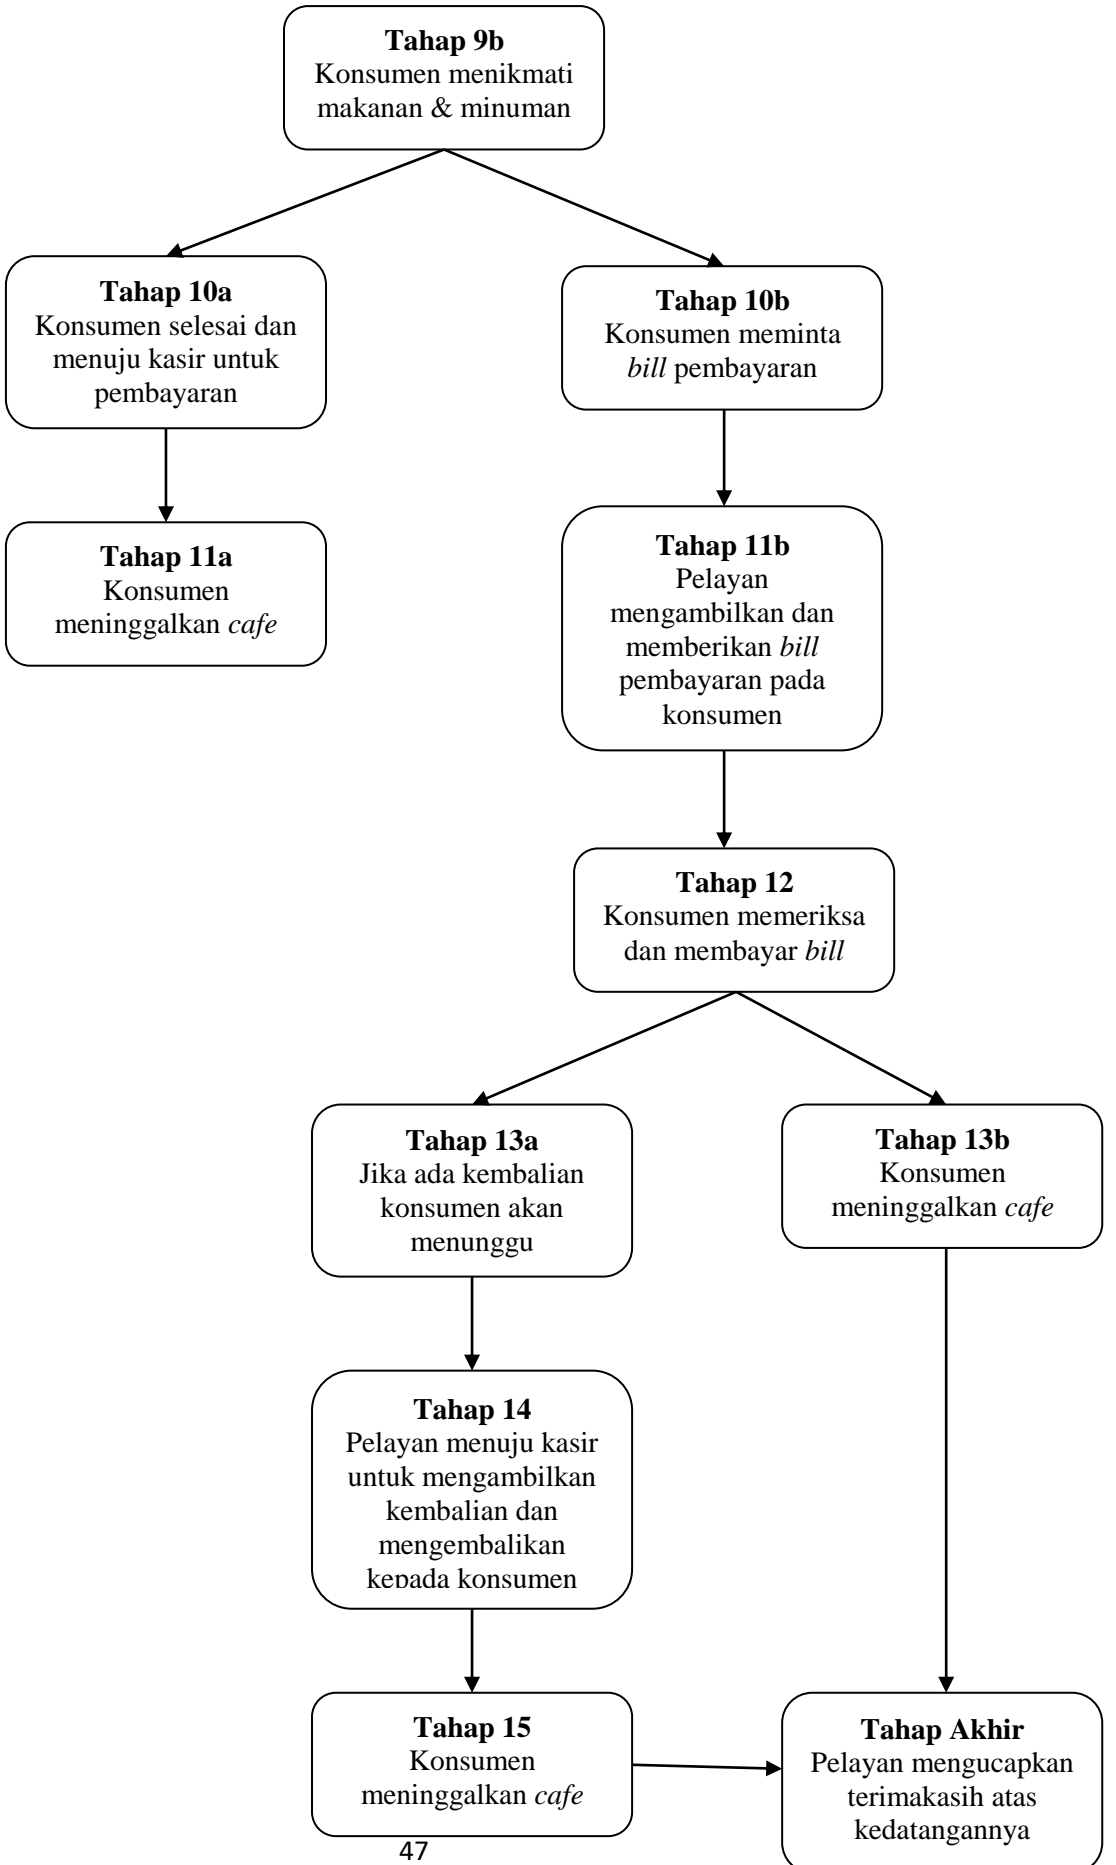 Tahap 9b
Konsumen menikmati
makanan & minuman
Tahap 10a
Konsumen selesai dan
menuju kasir untuk
pembayaran
Tahap 10b
Konsumen meminta
bill pembayaran
Tahap 11a
Konsumen
meninggalkan cafe
Tahap 11b
Pelayan
mengambilkan dan
memberikan bill
pembayaran pada
konsumen
Tahap 12
Konsumen memeriksa
dan membayar bill
Tahap 13a
Jika ada kembalian
konsumen akan
menunggu
Tahap 13b
Konsumen
meninggalkan cafe
Tahap 14
Pelayan menuju kasir
untuk mengambilkan
kembalian dan
mengembalikan
kepada konsumen
Tahap 15
Konsumen
meninggalkan cafe
Tahap Akhir
Pelayan mengucapkan
terimakasih atas
kedatangannya
47